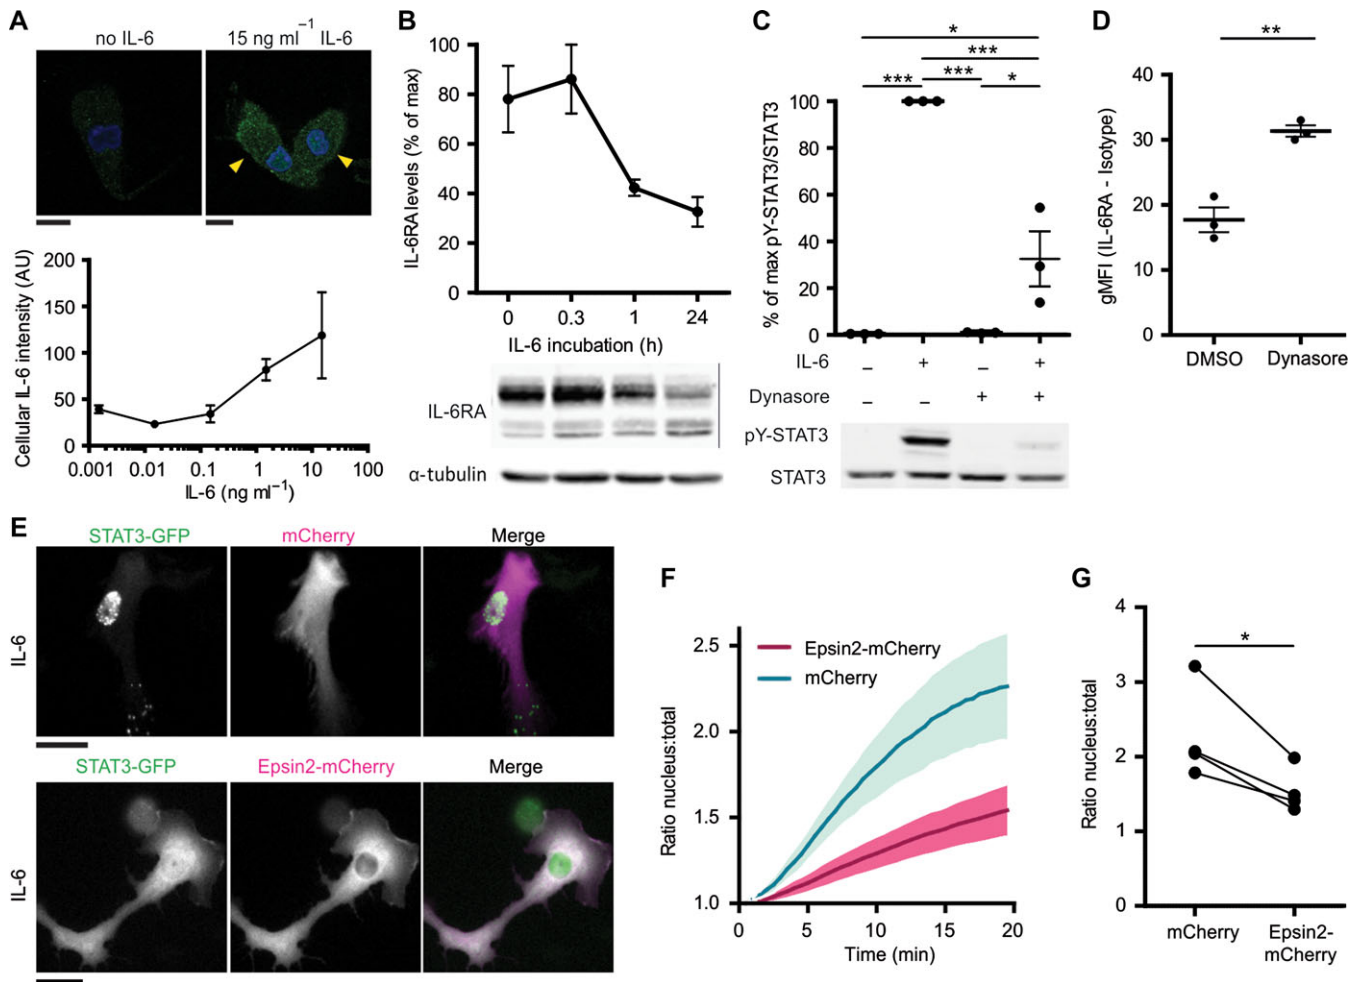 A
no IL-6
15 ng ml⁻¹ IL-6
Cellular IL-6 intensity (AU)
200
150
100
50
0
0.001 0.01 0.1 1 10 100
IL-6 (ng ml⁻¹)
B
IL-6RA levels (% of max)
100
80
60
40
20
0
0 0.3 1 24
IL-6 incubation (h)
IL-6RA
α-tubulin
C
*
***
*** *** *
% of max pY-STAT3/STAT3
100
80
60
40
20
0
IL-6 – + – +
Dynasore – – + +
pY-STAT3
STAT3
D
**
gMFI (IL-6RA - Isotype)
40
30
20
10
0
DMSO Dynasore
E
STAT3-GFP mCherry Merge
IL-6
STAT3-GFP Epsin2-mCherry Merge
IL-6
F
Ratio nucleus:total
2.5
2.0
1.5
1.0
Epsin2-mCherry
mCherry
0 5 10 15 20
Time (min)
G
*
Ratio nucleus:total
4
3
2
1
0
mCherry Epsin2-
mCherry